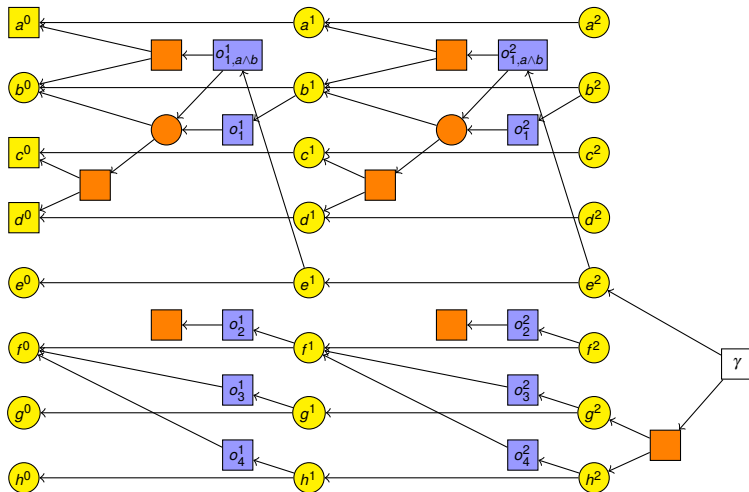 a⁰ o¹₁,ₐ∧b a¹ o²₁,ₐ∧b a²
b⁰ o¹₁ b¹ o²₁ b²
c⁰ c¹ c²
d⁰ d¹ d²
e⁰ e¹ e²
f⁰ o¹₂ f¹ o²₂ f² γ
g⁰ o¹₃ g¹ o²₃ g²
h⁰ o¹₄ h¹ o²₄ h²